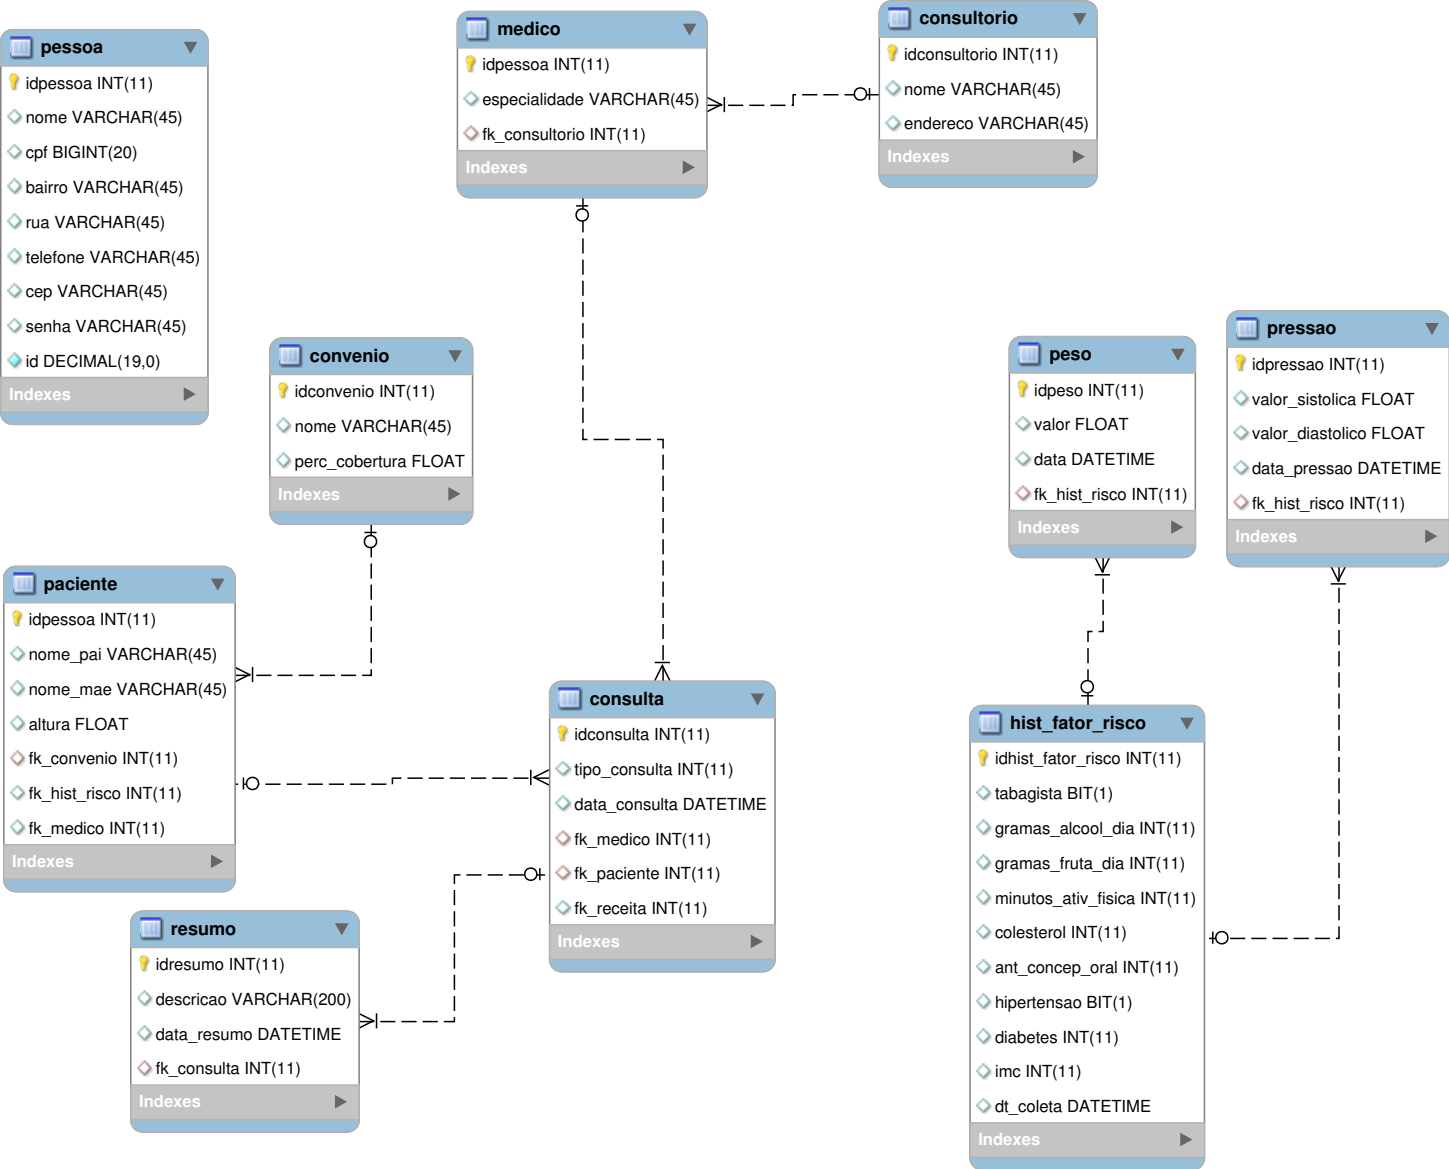 pessoa
idpessoa INT(11)
nome VARCHAR(45)
cpf BIGINT(20)
bairro VARCHAR(45)
rua VARCHAR(45)
telefone VARCHAR(45)
cep VARCHAR(45)
senha VARCHAR(45)
id DECIMAL(19,0)
Indexes
medico
idpessoa INT(11)
especialidade VARCHAR(45)
fk_consultorio INT(11)
Indexes
consultorio
idconsultorio INT(11)
nome VARCHAR(45)
endereco VARCHAR(45)
Indexes
convenio
idconvenio INT(11)
nome VARCHAR(45)
perc_cobertura FLOAT
Indexes
peso
idpeso INT(11)
valor FLOAT
data DATETIME
fk_hist_risco INT(11)
Indexes
pressao
idpressao INT(11)
valor_sistolica FLOAT
valor_diastolico FLOAT
data_pressao DATETIME
fk_hist_risco INT(11)
Indexes
paciente
idpessoa INT(11)
nome_pai VARCHAR(45)
nome_mae VARCHAR(45)
altura FLOAT
fk_convenio INT(11)
fk_hist_risco INT(11)
fk_medico INT(11)
Indexes
consulta
idconsulta INT(11)
tipo_consulta INT(11)
data_consulta DATETIME
fk_medico INT(11)
fk_paciente INT(11)
fk_receita INT(11)
Indexes
hist_fator_risco
idhist_fator_risco INT(11)
tabagista BIT(1)
gramas_alcool_dia INT(11)
gramas_fruta_dia INT(11)
minutos_ativ_fisica INT(11)
colesterol INT(11)
ant_concep_oral INT(11)
hipertensao BIT(1)
diabetes INT(11)
imc INT(11)
dt_coleta DATETIME
Indexes
resumo
idresumo INT(11)
descricao VARCHAR(200)
data_resumo DATETIME
fk_consulta INT(11)
Indexes